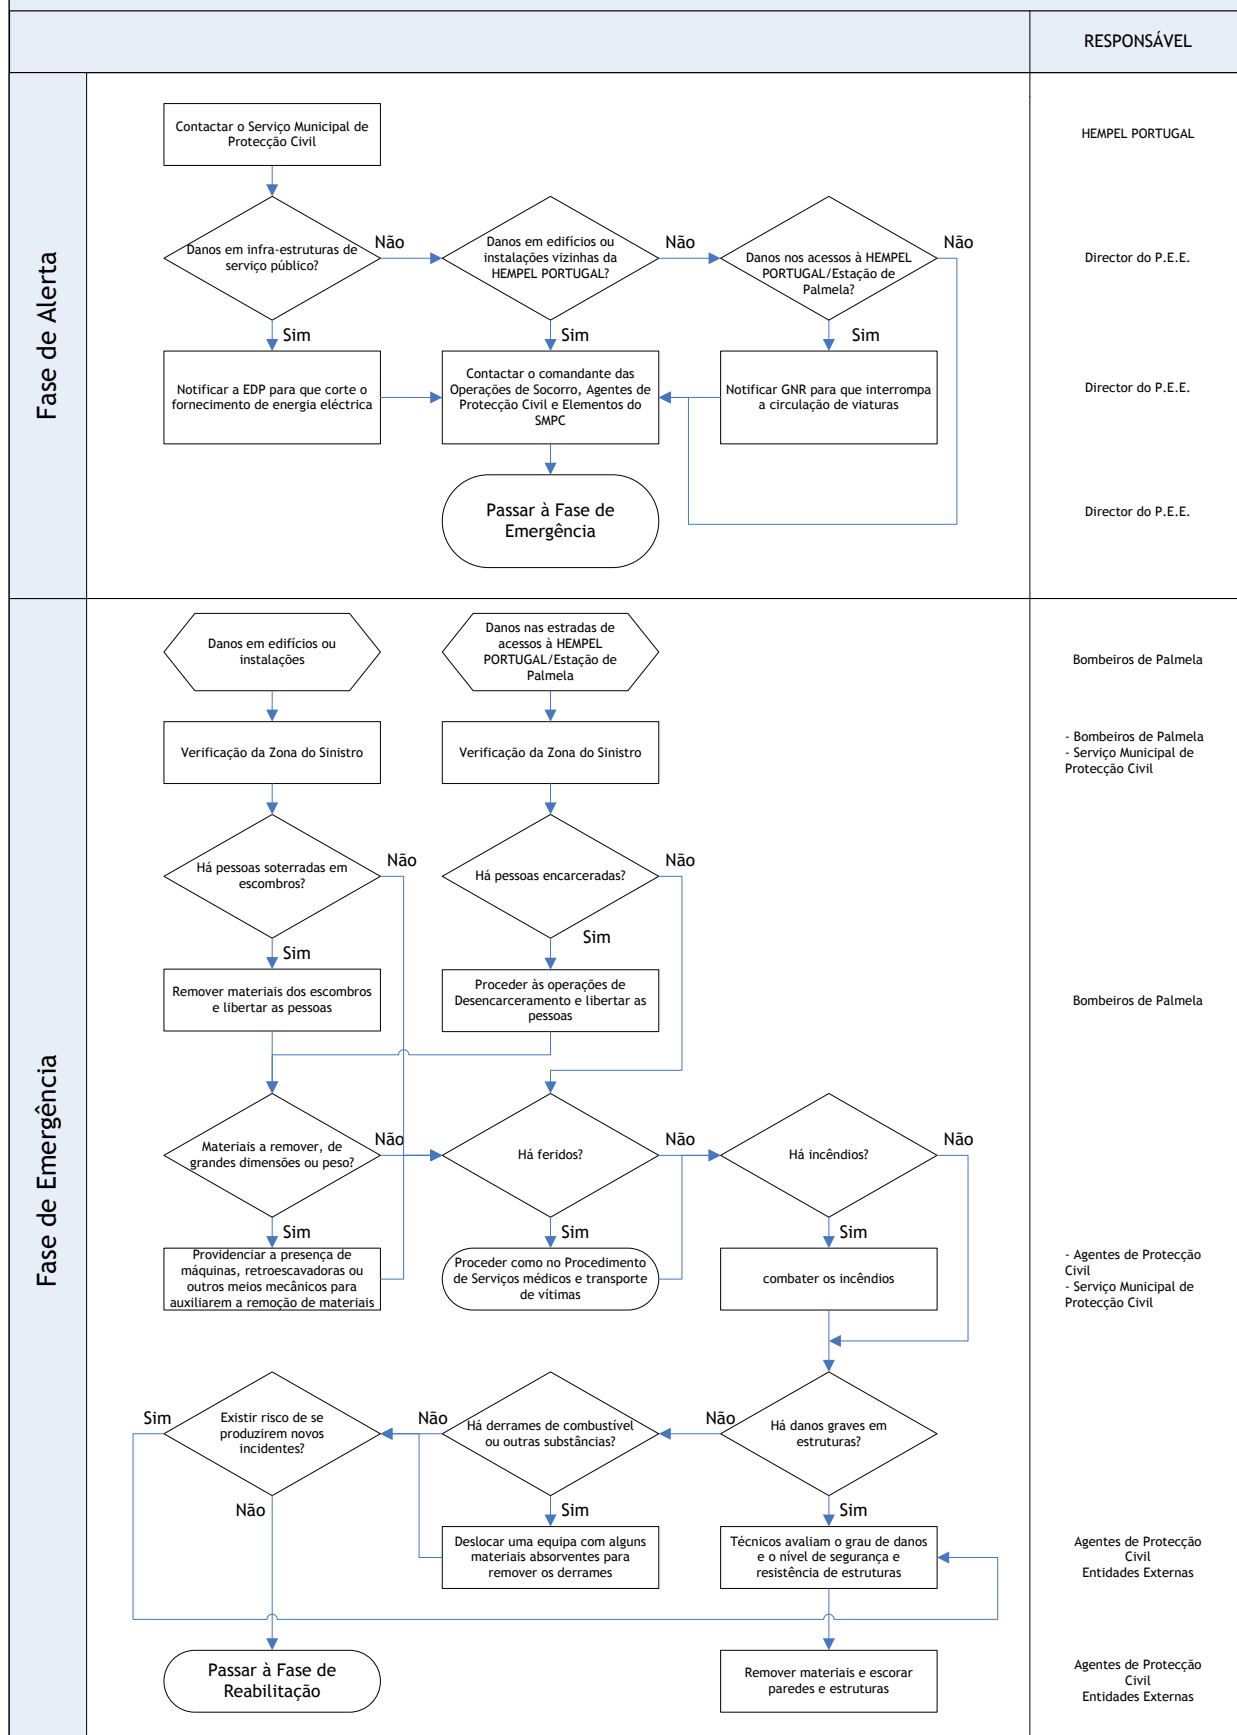 RESPONSÁVEL
Fase de Alerta
Contactar o Serviço Municipal de
Protecção Civil
HEMPEL PORTUGAL
Danos em infra-estruturas de
serviço público?
Não
Danos em edifícios ou
instalações vizinhas da
HEMPEL PORTUGAL?
Não
Danos nos acessos à HEMPEL
PORTUGAL/Estação de
Palmela?
Não
Director do P.E.E.
Sim
Sim
Sim
Notificar a EDP para que corte o
fornecimento de energia eléctrica
Contactar o comandante das
Operações de Socorro, Agentes de
Protecção Civil e Elementos do
SMPC
Notificar GNR para que interrompa
a circulação de viaturas
Director do P.E.E.
Passar à Fase de
Emergência
Director do P.E.E.
Fase de Emergência
Danos em edifícios ou
instalações
Danos nas estradas de
acessos à HEMPEL
PORTUGAL/Estação de
Palmela
Bombeiros de Palmela
Verificação da Zona do Sinistro
Verificação da Zona do Sinistro
- Bombeiros de Palmela
- Serviço Municipal de
Protecção Civil
Há pessoas soterradas em
escombros?
Não
Há pessoas encarceradas?
Não
Sim
Sim
Remover materiais dos escombros
e libertar as pessoas
Proceder às operações de
Desencarceramento e libertar as
pessoas
Bombeiros de Palmela
Materiais a remover, de
grandes dimensões ou peso?
Não
Há feridos?
Não
Há incêndios?
Não
Sim
Sim
Sim
Providenciar a presença de
máquinas, retroescavadoras ou
outros meios mecânicos para
auxiliarem a remoção de materiais
Proceder como no Procedimento
de Serviços médicos e transporte
de vítimas
combater os incêndios
- Agentes de Protecção
Civil
- Serviço Municipal de
Protecção Civil
Sim
Existir risco de se
produzirem novos
incidentes?
Não
Há derrames de combustível
ou outras substâncias?
Não
Há danos graves em
estruturas?
Não
Sim
Sim
Deslocar uma equipa com alguns
materiais absorventes para
remover os derrames
Técnicos avaliam o grau de danos
e o nível de segurança e
resistência de estruturas
Agentes de Protecção
Civil
Entidades Externas
Passar à Fase de
Reabilitação
Remover materiais e escorar
paredes e estruturas
Agentes de Protecção
Civil
Entidades Externas